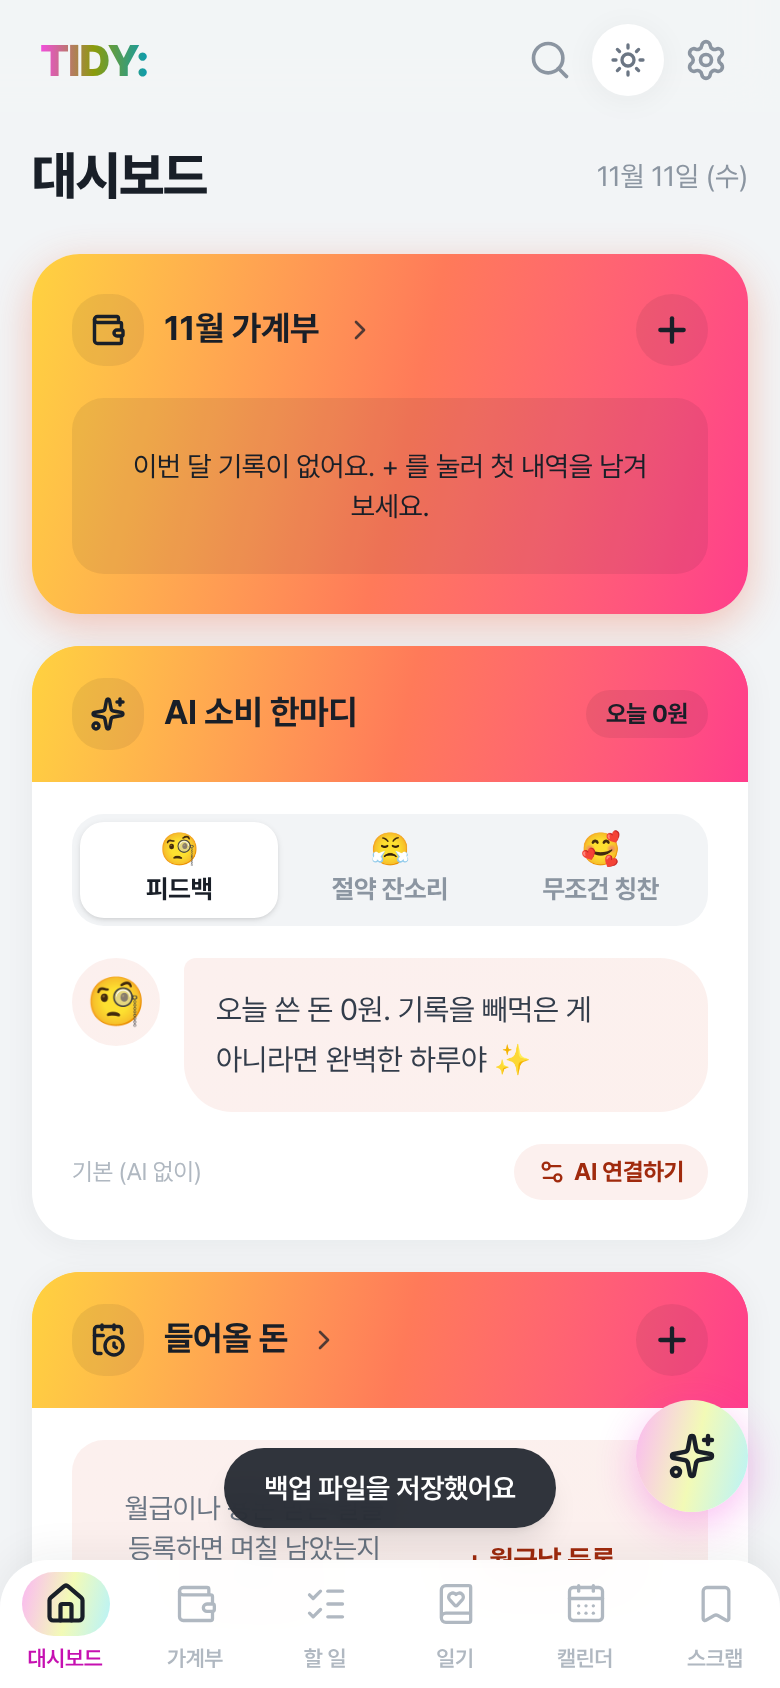 TIDY:
대시보드
11월 11일 (수)
11월 가계부
이번 달 기록이 없어요. + 를 눌러 첫 내역을 남겨
보세요.
AI 소비 한마디
오늘 0원
피드백
절약 잔소리
무조건 칭찬
오늘 쓴 돈 0원. 기록을 빼먹은 게
아니라면 완벽한 하루야 ✨
기본 (AI 없이)
AI 연결하기
들어올 돈
월급이나
백업 파일을 저장했어요
등록하면 며칠 남았는지
대시보드
가계부
할 일
일기
캘린더
스크랩